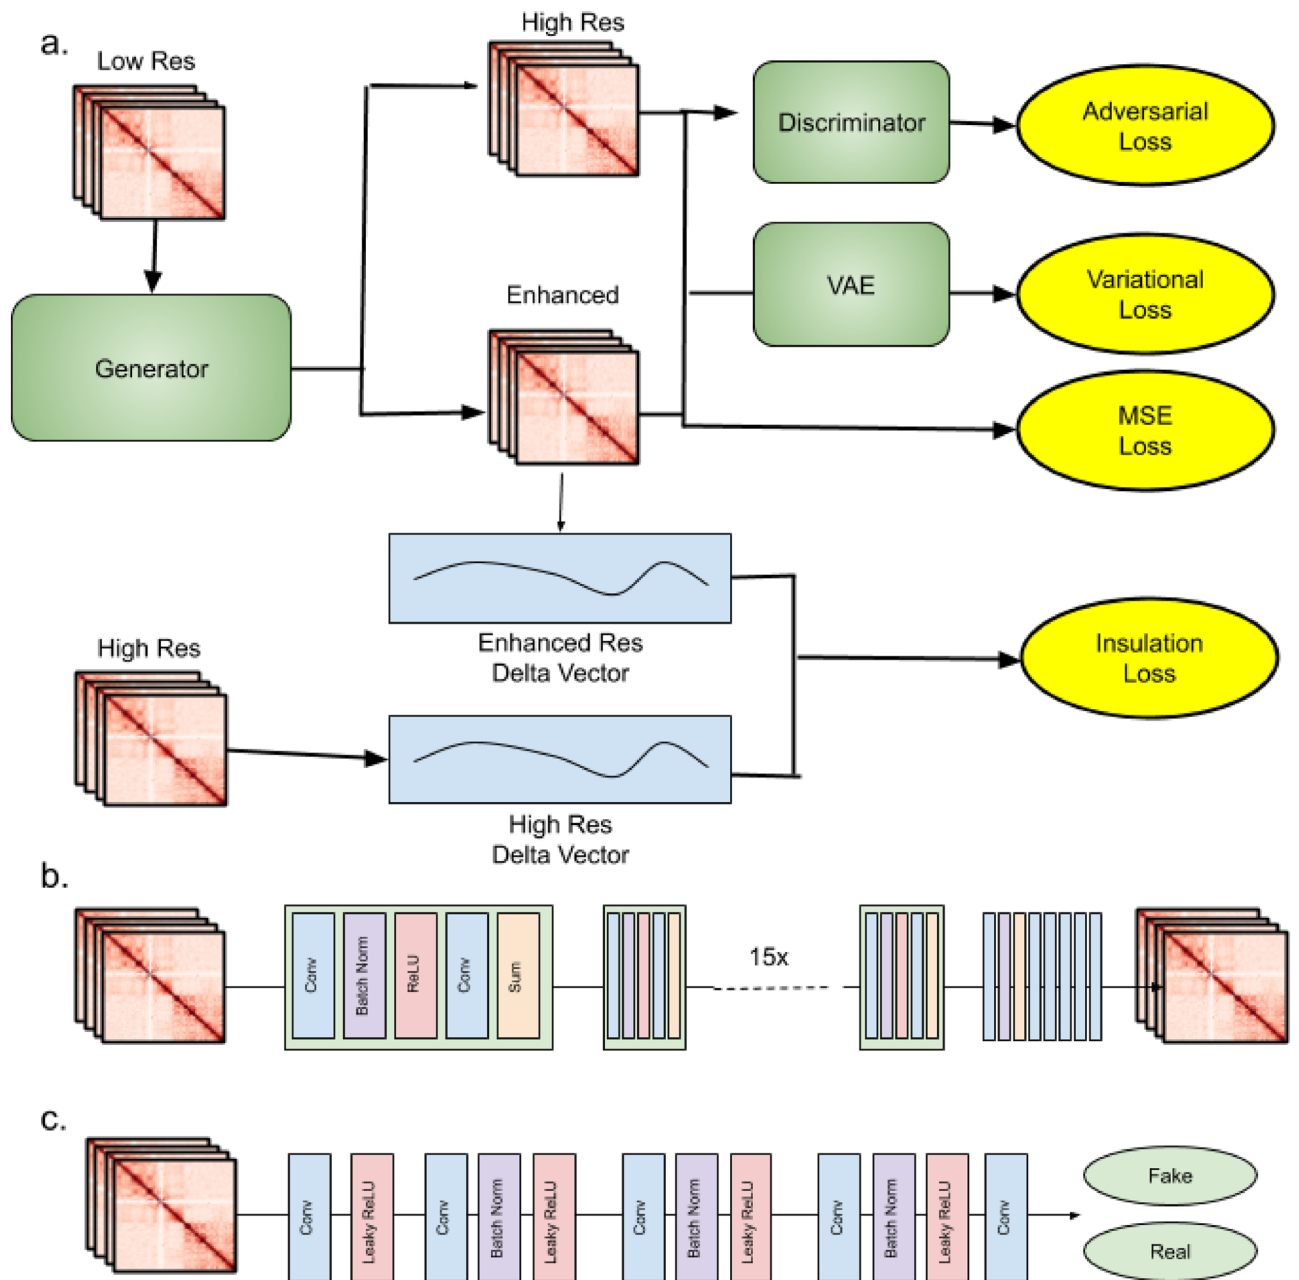 a.
Low Res
High Res
Discriminator
Adversarial
Loss
Generator
Enhanced
VAE
Variational
Loss
MSE
Loss
Enhanced Res
Delta Vector
High Res
High Res
Delta Vector
Insulation
Loss
b.
Conv
Batch Norm
ReLU
Conv
Sum
15x
c.
Conv
Leaky ReLU
Conv
Batch Norm
Leaky ReLU
Conv
Batch Norm
Leaky ReLU
Conv
Batch Norm
Leaky ReLU
Conv
Fake
Real